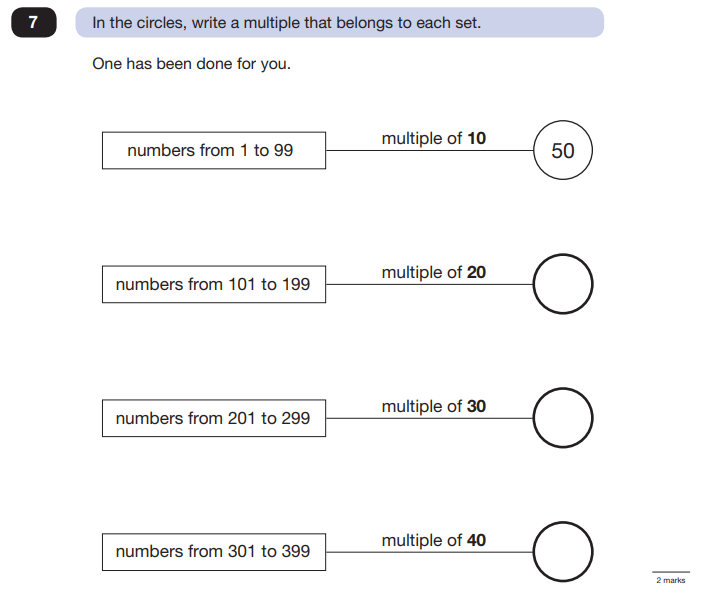 7
In the circles, write a multiple that belongs to each set.
One has been done for you.
numbers from 1 to 99
multiple of 10
50
numbers from 101 to 199
multiple of 20
numbers from 201 to 299
multiple of 30
numbers from 301 to 399
multiple of 40
2 marks